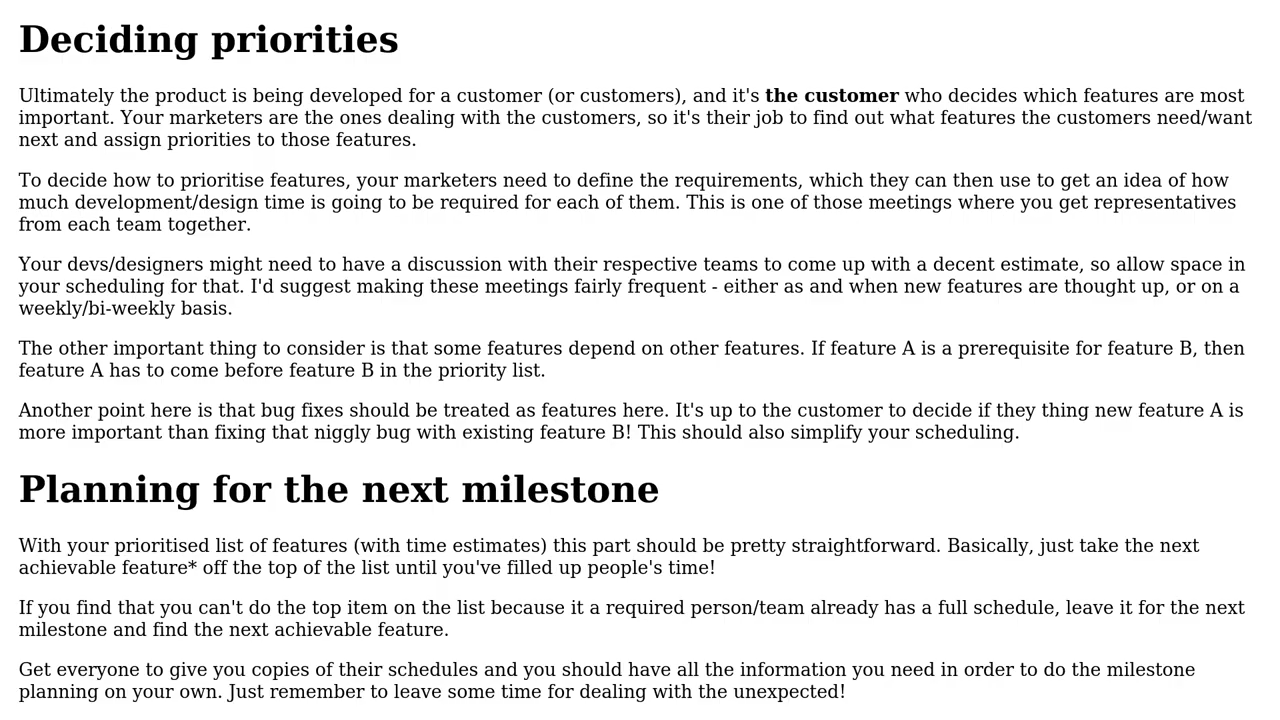 Deciding priorities
Ultimately the product is being developed for a customer (or customers), and it's the customer who decides which features are most
important. Your marketers are the ones dealing with the customers, so it's their job to find out what features the customers need/want
next and assign priorities to those features.
To decide how to prioritise features, your marketers need to define the requirements, which they can then use to get an idea of how
much development/design time is going to be required for each of them. This is one of those meetings where you get representatives
from each team together.
Your devs/designers might need to have a discussion with their respective teams to come up with a decent estimate, so allow space in
your scheduling for that. I'd suggest making these meetings fairly frequent - either as and when new features are thought up, or on a
weekly/bi-weekly basis.
The other important thing to consider is that some features depend on other features. If feature A is a prerequisite for feature B, then
feature A has to come before feature B in the priority list.
Another point here is that bug fixes should be treated as features here. It's up to the customer to decide if they thing new feature A is
more important than fixing that niggly bug with existing feature B! This should also simplify your scheduling.
Planning for the next milestone
With your prioritised list of features (with time estimates) this part should be pretty straightforward. Basically, just take the next
achievable feature* off the top of the list until you've filled up people's time!
If you find that you can't do the top item on the list because it a required person/team already has a full schedule, leave it for the next
milestone and find the next achievable feature.
Get everyone to give you copies of their schedules and you should have all the information you need in order to do the milestone
planning on your own. Just remember to leave some time for dealing with the unexpected!